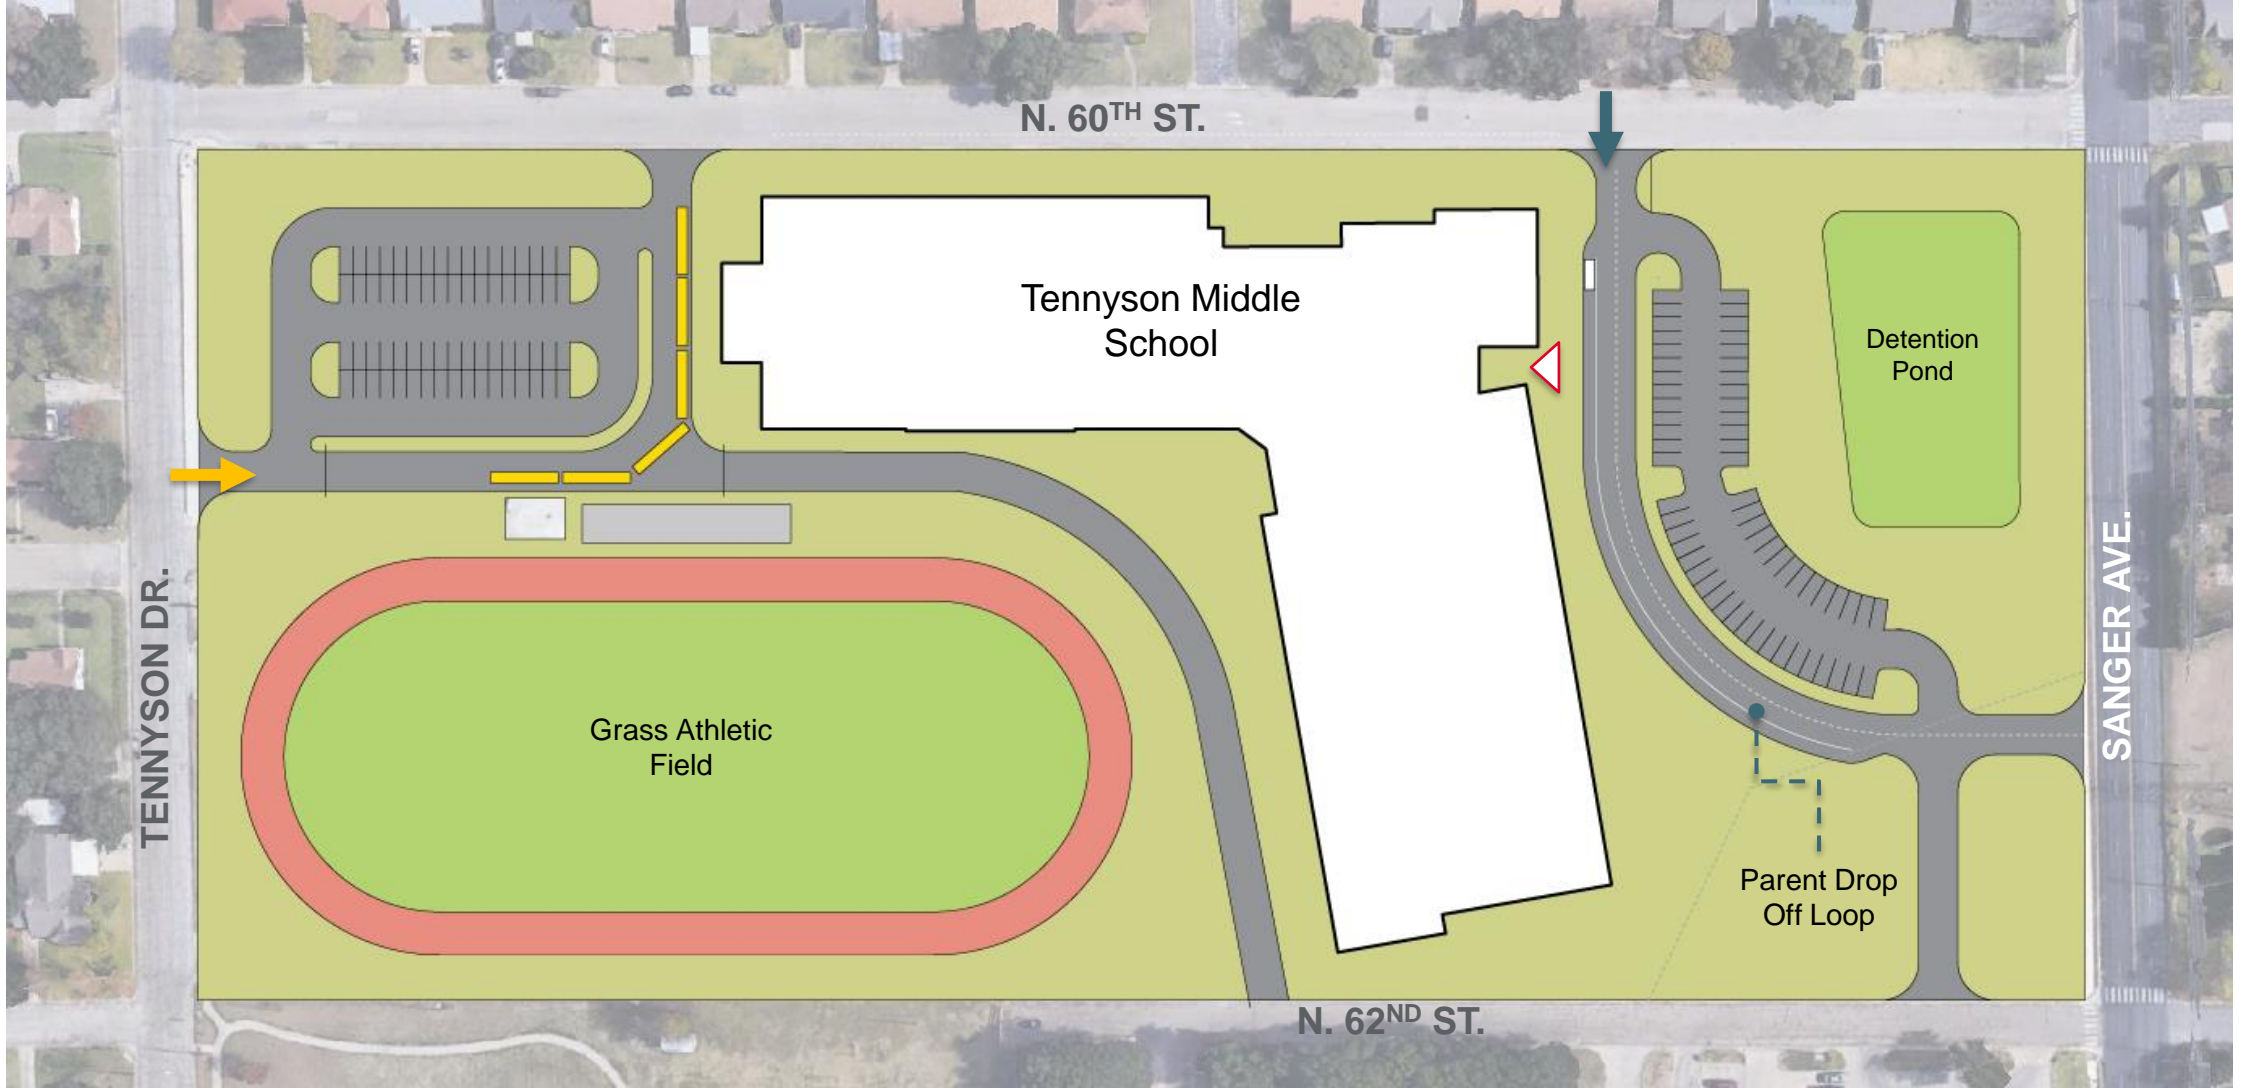 N. 60TH ST.
Tennyson Middle
School
Detention
Pond
TENNYSON DR.
SANGER AVE.
Grass Athletic
Field
Parent Drop
Off Loop
N. 62ND ST.